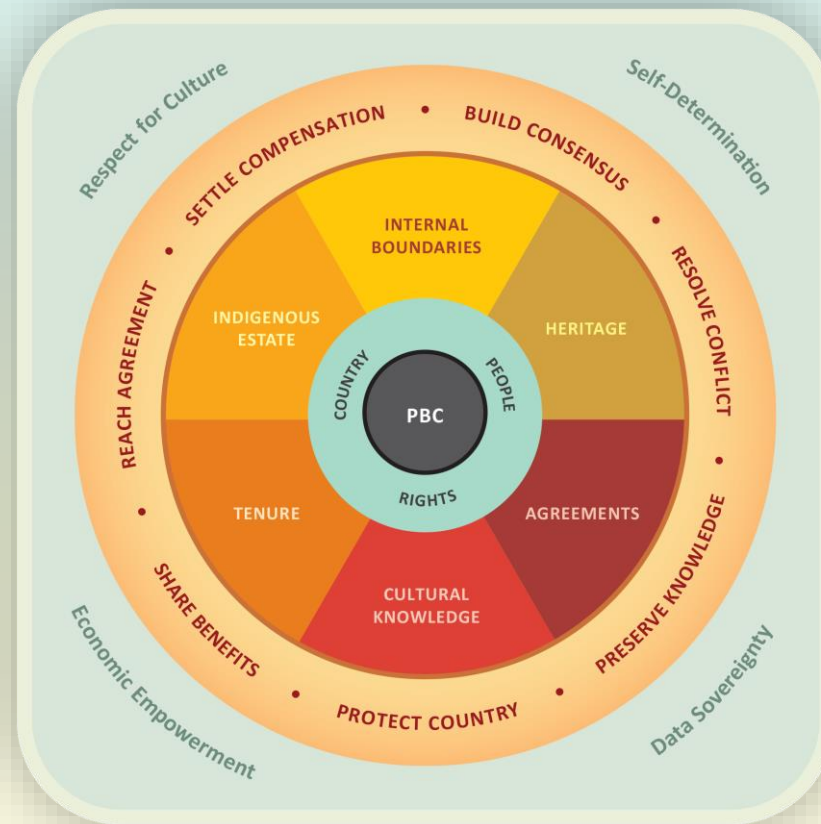 Respect for Culture
Self-Determination
SETTLE COMPENSATION • BUILD CONSENSUS • RESOLVE CONFLICT • PRESERVE KNOWLEDGE • PROTECT COUNTRY • SHARE BENEFITS • REACH AGREEMENT •
INTERNAL
BOUNDARIES
INDIGENOUS
ESTATE
HERITAGE
COUNTRY
PEOPLE
PBC
RIGHTS
TENURE
AGREEMENTS
CULTURAL
KNOWLEDGE
Economic Empowerment
Data Sovereignty